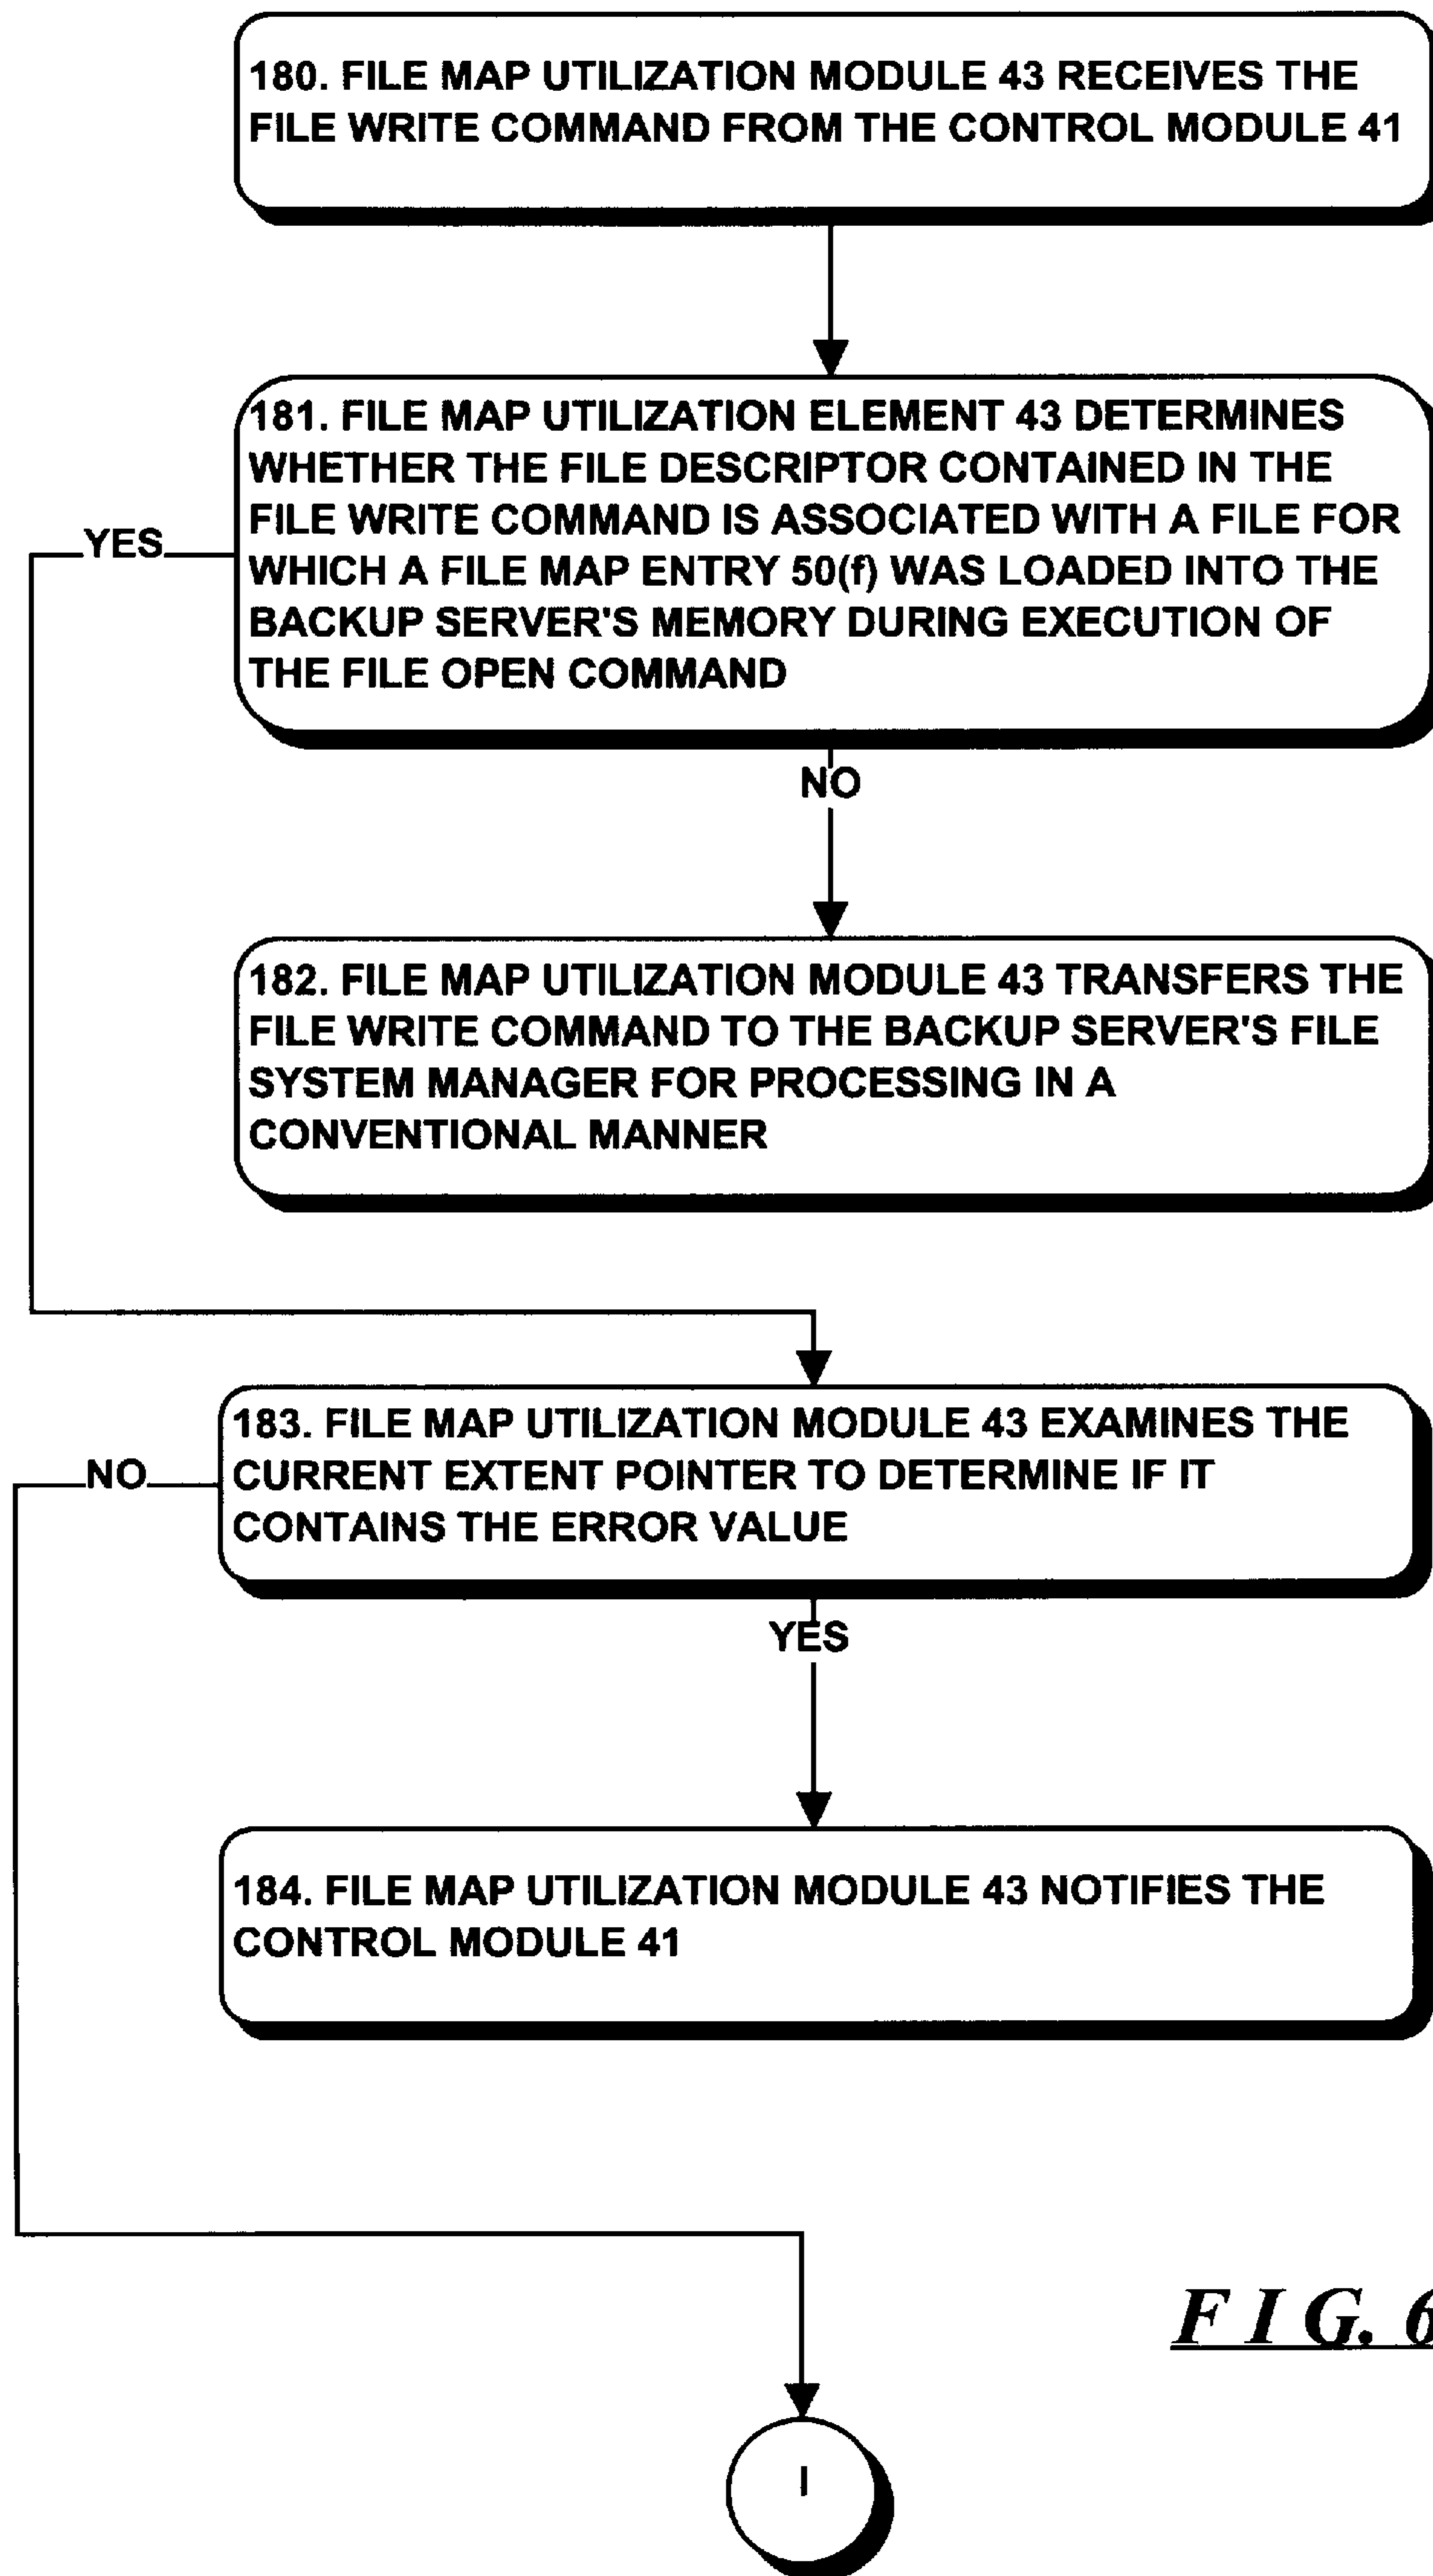 180. FILE MAP UTILIZATION MODULE 43 RECEIVES THE
FILE WRITE COMMAND FROM THE CONTROL MODULE 41
181. FILE MAP UTILIZATION ELEMENT 43 DETERMINES
WHETHER THE FILE DESCRIPTOR CONTAINED IN THE
FILE WRITE COMMAND IS ASSOCIATED WITH A FILE FOR
WHICH A FILE MAP ENTRY 50(f) WAS LOADED INTO THE
BACKUP SERVER'S MEMORY DURING EXECUTION OF
THE FILE OPEN COMMAND
YES
NO
182. FILE MAP UTILIZATION MODULE 43 TRANSFERS THE
FILE WRITE COMMAND TO THE BACKUP SERVER'S FILE
SYSTEM MANAGER FOR PROCESSING IN A
CONVENTIONAL MANNER
183. FILE MAP UTILIZATION MODULE 43 EXAMINES THE
CURRENT EXTENT POINTER TO DETERMINE IF IT
CONTAINS THE ERROR VALUE
NO
YES
184. FILE MAP UTILIZATION MODULE 43 NOTIFIES THE
CONTROL MODULE 41
FIG. 6
I